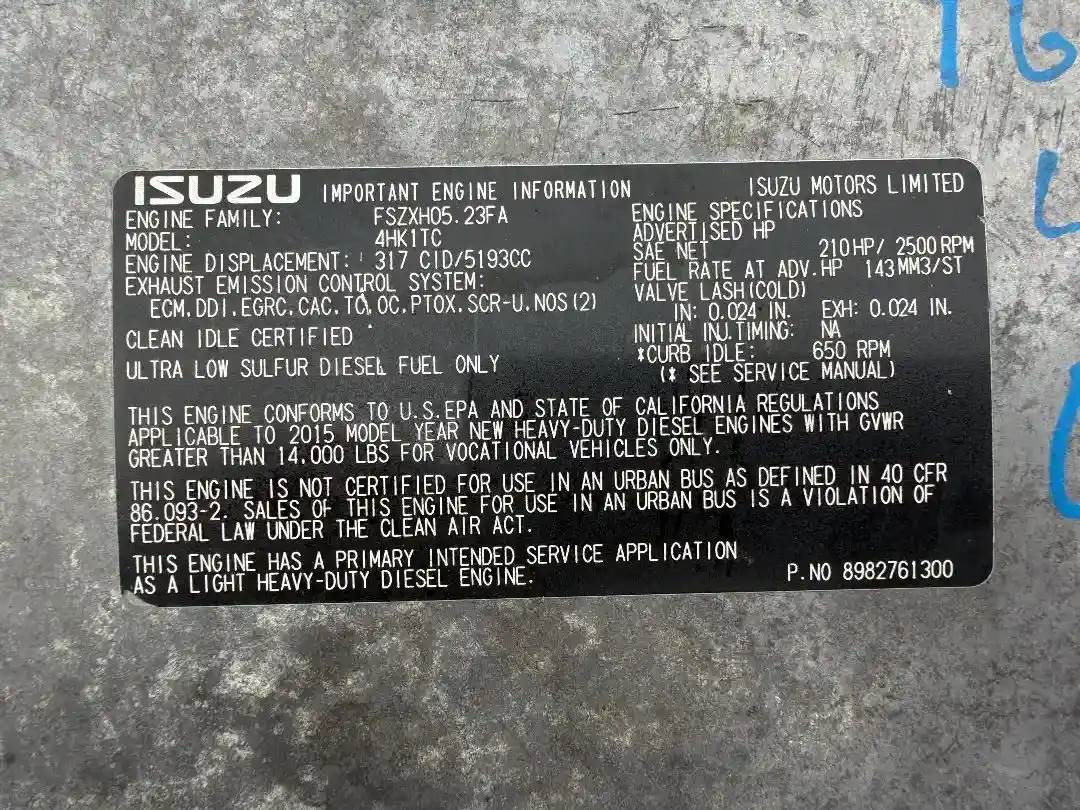 ISUZU IMPORTANT ENGINE INFORMATION ISUZU MOTORS LIMITED
ENGINE FAMILY: FSZXH05.23FA
MODEL: 4HK1TC
ENGINE DISPLACEMENT: 317 CID/5193CC
EXHAUST EMISSION CONTROL SYSTEM:
ECM.DDI.EGRC.CAC.TC.OC.PTOX.SCR-U.NOS(2)
CLEAN IDLE CERTIFIED
ULTRA LOW SULFUR DIESEL FUEL ONLY
ENGINE SPECIFICATIONS
ADVERTISED HP
SAE NET 210HP/ 2500RPM
FUEL RATE AT ADV.HP 143MM3/ST
VALVE LASH(COLD)
IN: 0.024 IN. EXH: 0.024 IN.
INITIAL INJ.TIMING: NA
*CURB IDLE: 650 RPM
(* SEE SERVICE MANUAL)
THIS ENGINE CONFORMS TO U.S.EPA AND STATE OF CALIFORNIA REGULATIONS
APPLICABLE TO 2015 MODEL YEAR NEW HEAVY-DUTY DIESEL ENGINES WITH GVWR
GREATER THAN 14,000 LBS FOR VOCATIONAL VEHICLES ONLY.
THIS ENGINE IS NOT CERTIFIED FOR USE IN AN URBAN BUS AS DEFINED IN 40 CFR
86.093-2. SALES OF THIS ENGINE FOR USE IN AN URBAN BUS IS A VIOLATION OF
FEDERAL LAW UNDER THE CLEAN AIR ACT.
THIS ENGINE HAS A PRIMARY INTENDED SERVICE APPLICATION
AS A LIGHT HEAVY-DUTY DIESEL ENGINE.
P.NO 8982761300